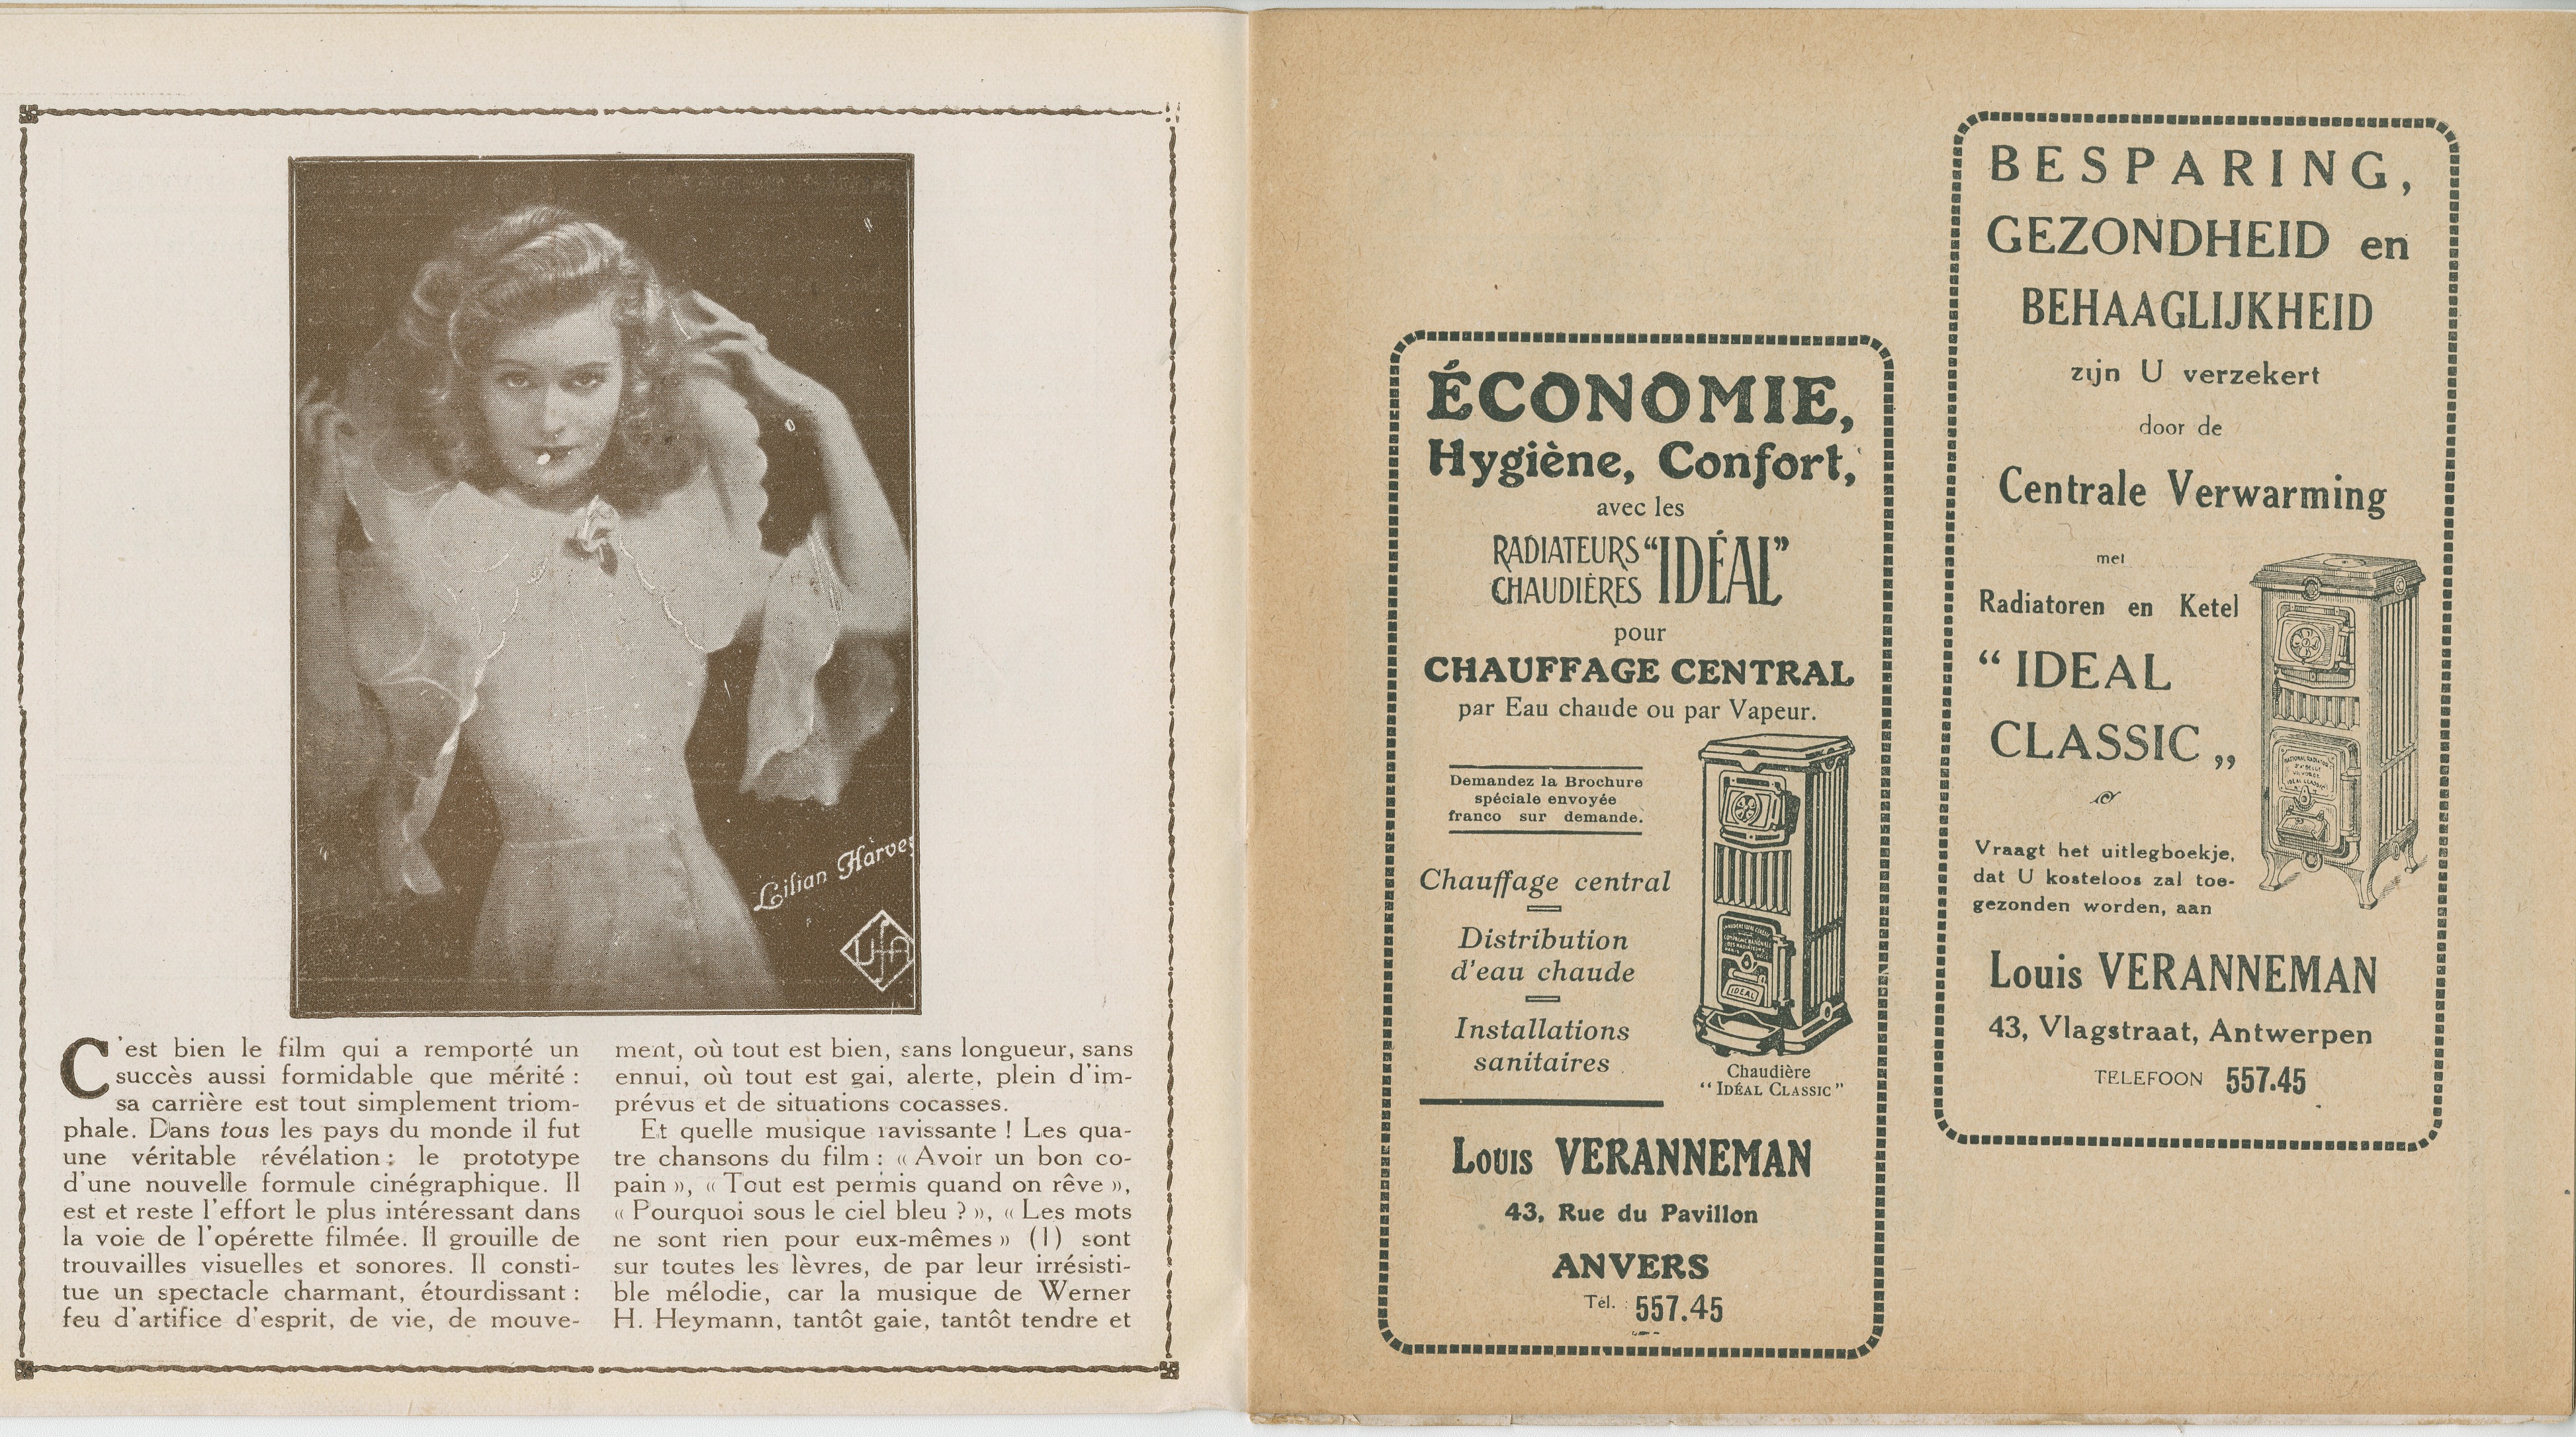 Lilian Harvey
UfA
C'est bien le film qui a remporté un
succès aussi formidable que mérité :
sa carrière est tout simplement triom-
phale. Dans tous les pays du monde il fut
une véritable révélation : le prototype
d'une nouvelle formule cinégraphique. Il
est et reste l'effort le plus intéressant dans
la voie de l'opérette filmée. Il grouille de
trouvailles visuelles et sonores. Il consti-
tue un spectacle charmant, étourdissant :
feu d'artifice d'esprit, de vie, de mouve-
ment, où tout est bien, sans longueur, sans
ennui, où tout est gai, alerte, plein d'im-
prévus et de situations cocasses.
Et quelle musique ravissante ! Les qua-
tre chansons du film : « Avoir un bon co-
pain », « Tout est permis quand on rêve »,
« Pourquoi sous le ciel bleu ? », « Les mots
ne sont rien pour eux-mêmes » (1) sont
sur toutes les lèvres, de par leur irrésisti-
ble mélodie, car la musique de Werner
H. Heymann, tantôt gaie, tantôt tendre et
ÉCONOMIE,
Hygiène, Confort,
avec les
RADIATEURS
CHAUDIÈRES
“IDÉAL”
pour
CHAUFFAGE CENTRAL
par Eau chaude ou par Vapeur.
Demandez la Brochure
spéciale envoyée
franco sur demande.
Chauffage central
Distribution
d'eau chaude
Installations
sanitaires
IDEAL
Chaudière
“IDÉAL CLASSIC”
Louis VERANNEMAN
43, Rue du Pavillon
ANVERS
Tél. : 557.45
BESPARING,
GEZONDHEID en
BEHAAGLIJKHEID
zijn U verzekert
door de
Centrale Verwarming
met
Radiatoren en Ketel
“ IDEAL
CLASSIC „
Vraagt het uitlegboekje,
dat U kosteloos zal toe-
gezonden worden, aan
Louis VERANNEMAN
43, Vlagstraat, Antwerpen
TELEFOON 557.45